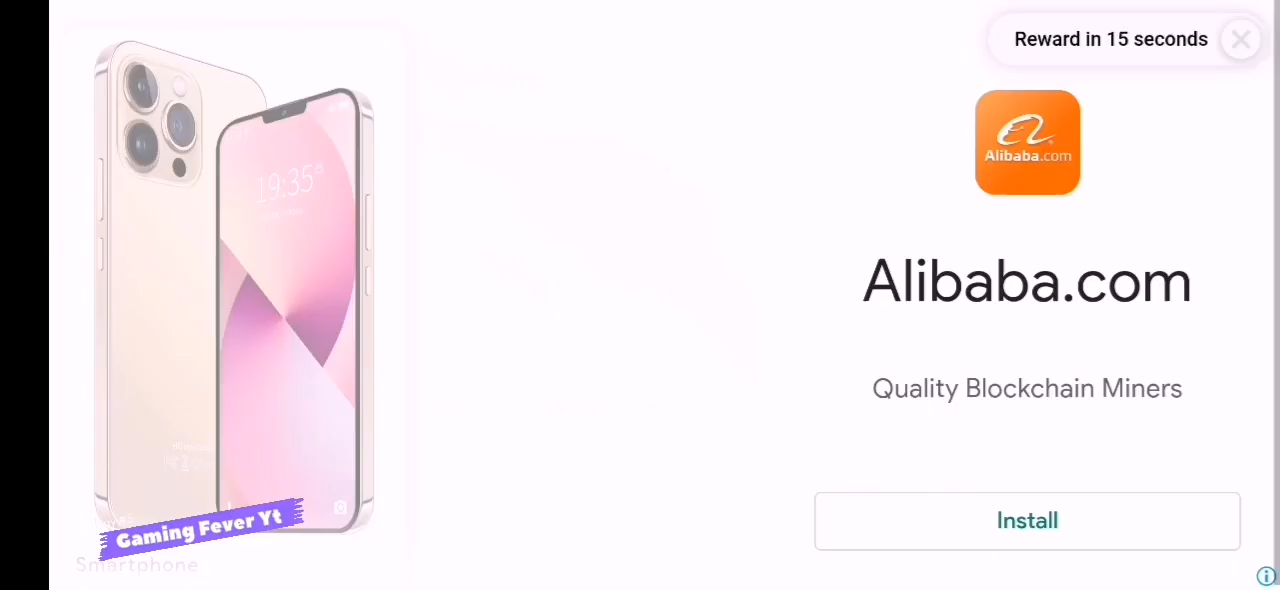 Reward in 15 seconds
Alibaba.com
Alibaba.com
Quality Blockchain Miners
Install
19:35
Gaming Fever Yt
Smartphone